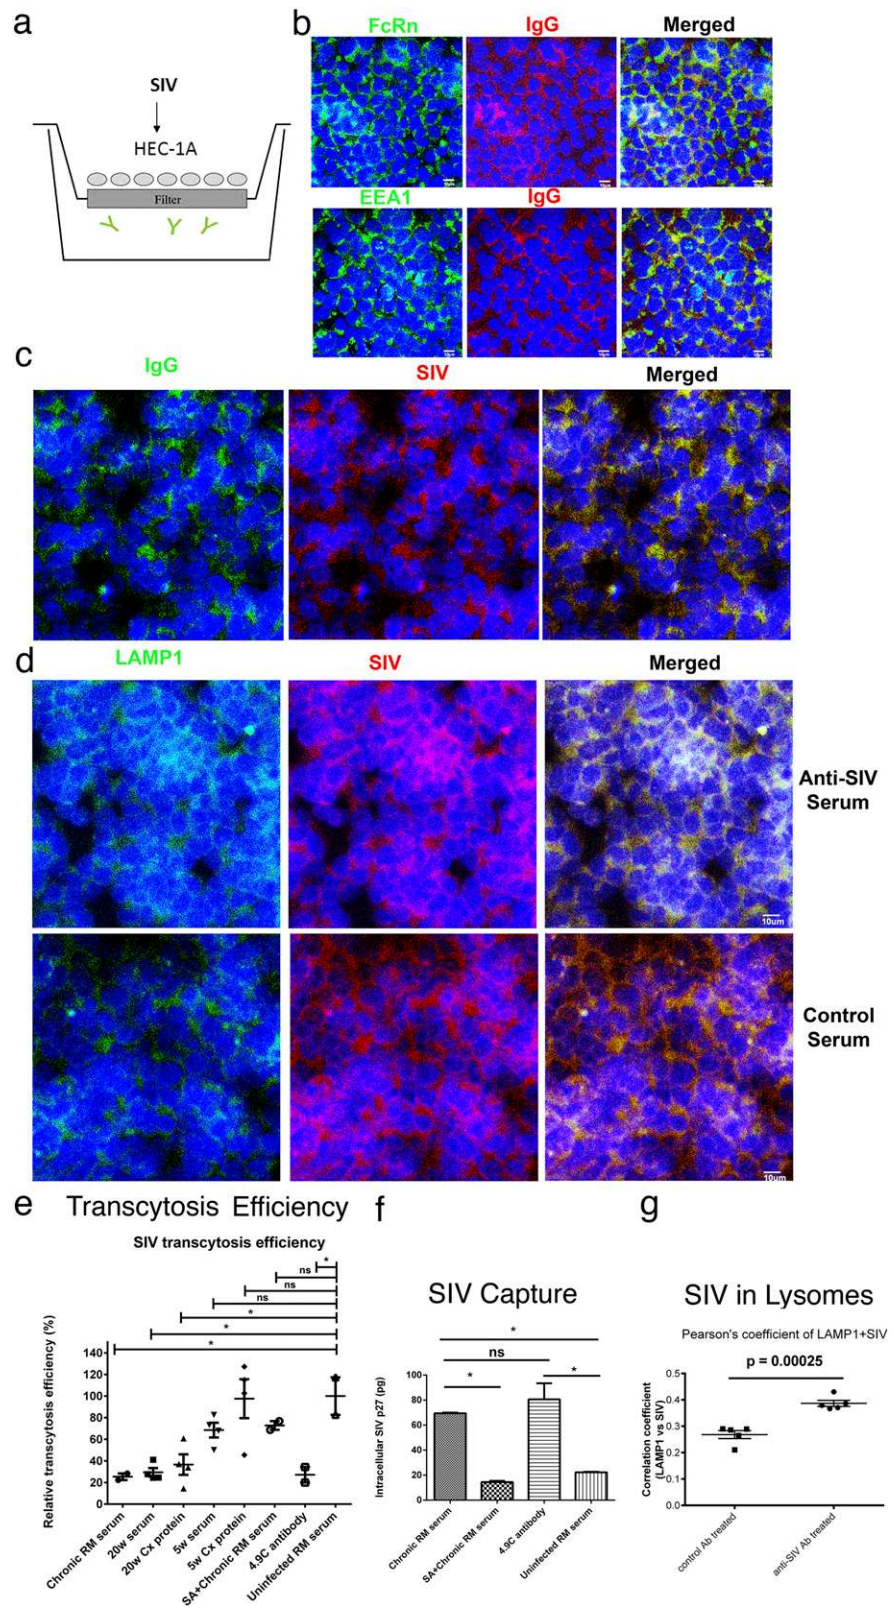 a
SIV
HEC-1A
Filter
b
FcRn
IgG
Merged
EEA1
IgG
c
IgG
SIV
Merged
d
LAMP1
SIV
Merged
Anti-SIV
Serum
10um
Control
Serum
10um
e
Transcytosis Efficiency
SIV transcytosis efficiency
*
ns
ns
ns
*
*
*
Relative transcytosis efficiency (%)
140
120
100
80
60
40
20
0
Chronic RM serum
20w serum
20w Cx protein
5w serum
5w Cx protein
SA+Chronic RM serum
4.9C antibody
Uninfected RM serum
f
SIV Capture
*
ns
*
*
Intracellular SIV p27 (pg)
100
80
60
40
20
0
Chronic RM serum
SA+Chronic RM serum
4.9C antibody
Uninfected RM serum
g
SIV in Lysomes
Pearson's coefficient of LAMP1+SIV
p = 0.00025
Correlation coefficient
(LAMP1 vs SIV)
0.5
0.4
0.3
0.2
0.1
0.0
control Ab treated
anti-SIV Ab treated